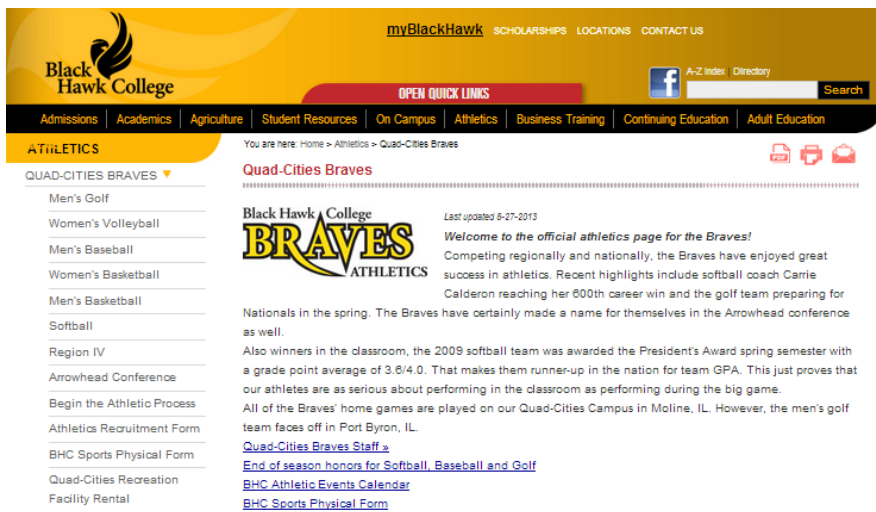 myBlackHawk SCHOLARSHIPS LOCATIONS CONTACT US
Black
Hawk College
OPEN QUICK LINKS
A-Z Index | Directory
Search
Admissions | Academics | Agriculture | Student Resources | On Campus | Athletics | Business Training | Continuing Education | Adult Education
ATHLETICS
QUAD-CITIES BRAVES
Men's Golf
Women's Volleyball
Men's Baseball
Women's Basketball
Men's Basketball
Softball
Region IV
Arrowhead Conference
Begin the Athletic Process
Athletics Recruitment Form
BHC Sports Physical Form
Quad-Cities Recreation
Facility Rental
You are here: Home > Athletics > Quad-Cities Braves
PDF
Quad-Cities Braves
Black Hawk College
BRAVES
ATHLETICS
Last updated 8-27-2013
Welcome to the official athletics page for the Braves!
Competing regionally and nationally, the Braves have enjoyed great
success in athletics. Recent highlights include softball coach Carrie
Calderon reaching her 600th career win and the golf team preparing for
Nationals in the spring. The Braves have certainly made a name for themselves in the Arrowhead conference
as well.
Also winners in the classroom, the 2009 softball team was awarded the President's Award spring semester with
a grade point average of 3.6/4.0. That makes them runner-up in the nation for team GPA. This just proves that
our athletes are as serious about performing in the classroom as performing during the big game.
All of the Braves' home games are played on our Quad-Cities Campus in Moline, IL. However, the men's golf
team faces off in Port Byron, IL.
Quad-Cities Braves Staff »
End of season honors for Softball, Baseball and Golf
BHC Athletic Events Calendar
BHC Sports Physical Form